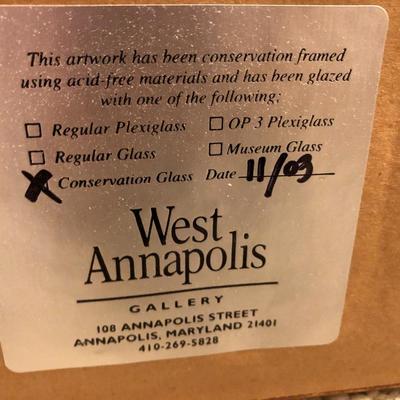 This artwork has been conservation framed
using acid-free materials and has been glazed
with one of the following;
Regular Plexiglass OP 3 Plexiglass
Regular Glass Museum Glass
X Conservation Glass Date 11/03
West
Annapolis
GALLERY
108 ANNAPOLIS STREET
ANNAPOLIS, MARYLAND 21401
410-269-5828